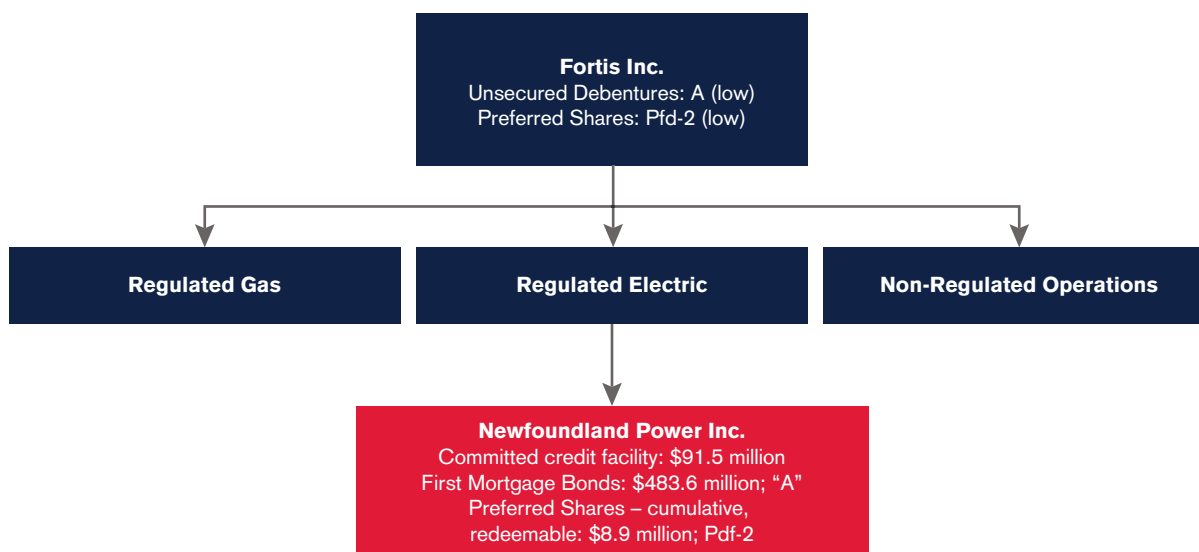 Fortis Inc.
Unsecured Debentures: A (low)
Preferred Shares: Pfd-2 (low)
Regulated Gas
Regulated Electric
Non-Regulated Operations
Newfoundland Power Inc.
Committed credit facility: $91.5 million
First Mortgage Bonds: $483.6 million; “A”
Preferred Shares – cumulative,
redeemable: $8.9 million; Pdf-2